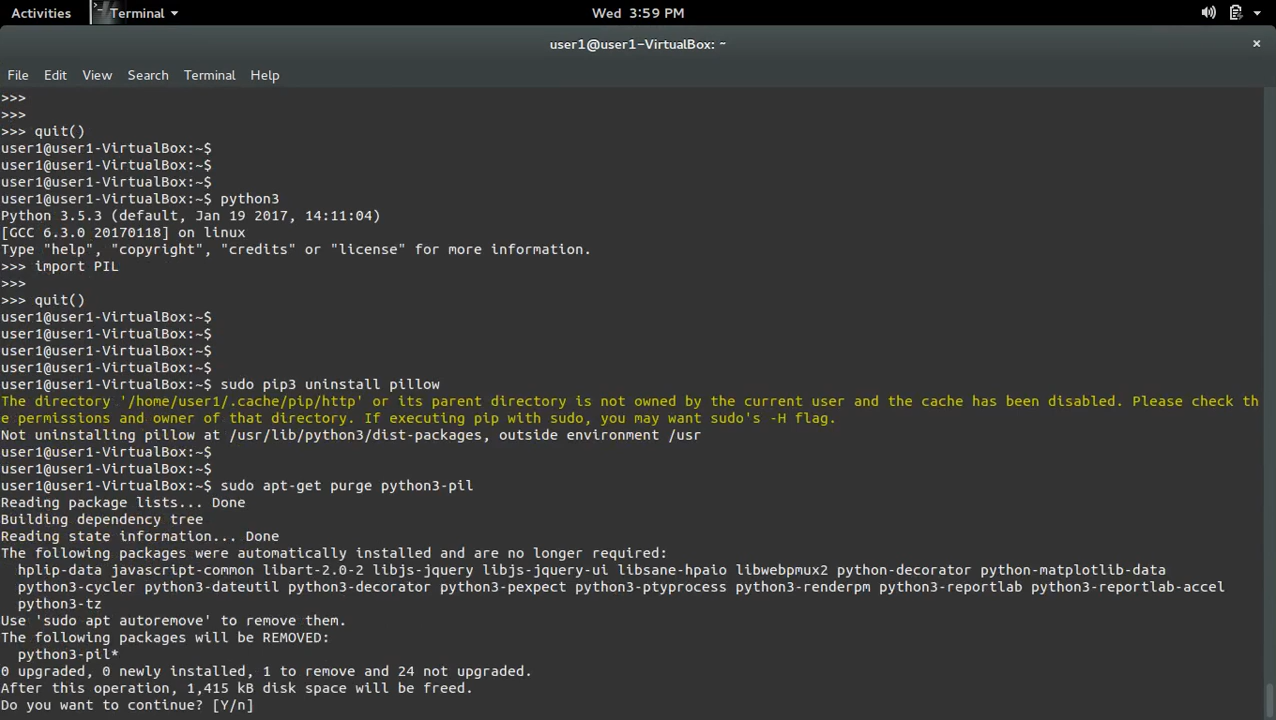 Activities
Terminal
Wed 3:59 PM
user1@user1-VirtualBox: ~
×
File Edit View Search Terminal Help
>>>
>>>
>>> quit()
user1@user1-VirtualBox:~$
user1@user1-VirtualBox:~$
user1@user1-VirtualBox:~$
user1@user1-VirtualBox:~$ python3
Python 3.5.3 (default, Jan 19 2017, 14:11:04)
[GCC 6.3.0 20170118] on linux
Type "help", "copyright", "credits" or "license" for more information.
>>> import PIL
>>>
>>> quit()
user1@user1-VirtualBox:~$
user1@user1-VirtualBox:~$
user1@user1-VirtualBox:~$
user1@user1-VirtualBox:~$
user1@user1-VirtualBox:~$ sudo pip3 uninstall pillow
The directory '/home/user1/.cache/pip/http' or its parent directory is not owned by the current user and the cache has been disabled. Please check th
e permissions and owner of that directory. If executing pip with sudo, you may want sudo's -H flag.
Not uninstalling pillow at /usr/lib/python3/dist-packages, outside environment /usr
user1@user1-VirtualBox:~$
user1@user1-VirtualBox:~$
user1@user1-VirtualBox:~$ sudo apt-get purge python3-pil
Reading package lists... Done
Building dependency tree
Reading state information... Done
The following packages were automatically installed and are no longer required:
  hplip-data javascript-common libart-2.0-2 libjs-jquery libjs-jquery-ui libsane-hpaio libwebpmux2 python-decorator python-matplotlib-data
  python3-cycler python3-dateutil python3-decorator python3-pexpect python3-ptyprocess python3-renderpm python3-reportlab python3-reportlab-accel
  python3-tz
Use 'sudo apt autoremove' to remove them.
The following packages will be REMOVED:
  python3-pil*
0 upgraded, 0 newly installed, 1 to remove and 24 not upgraded.
After this operation, 1,415 kB disk space will be freed.
Do you want to continue? [Y/n]